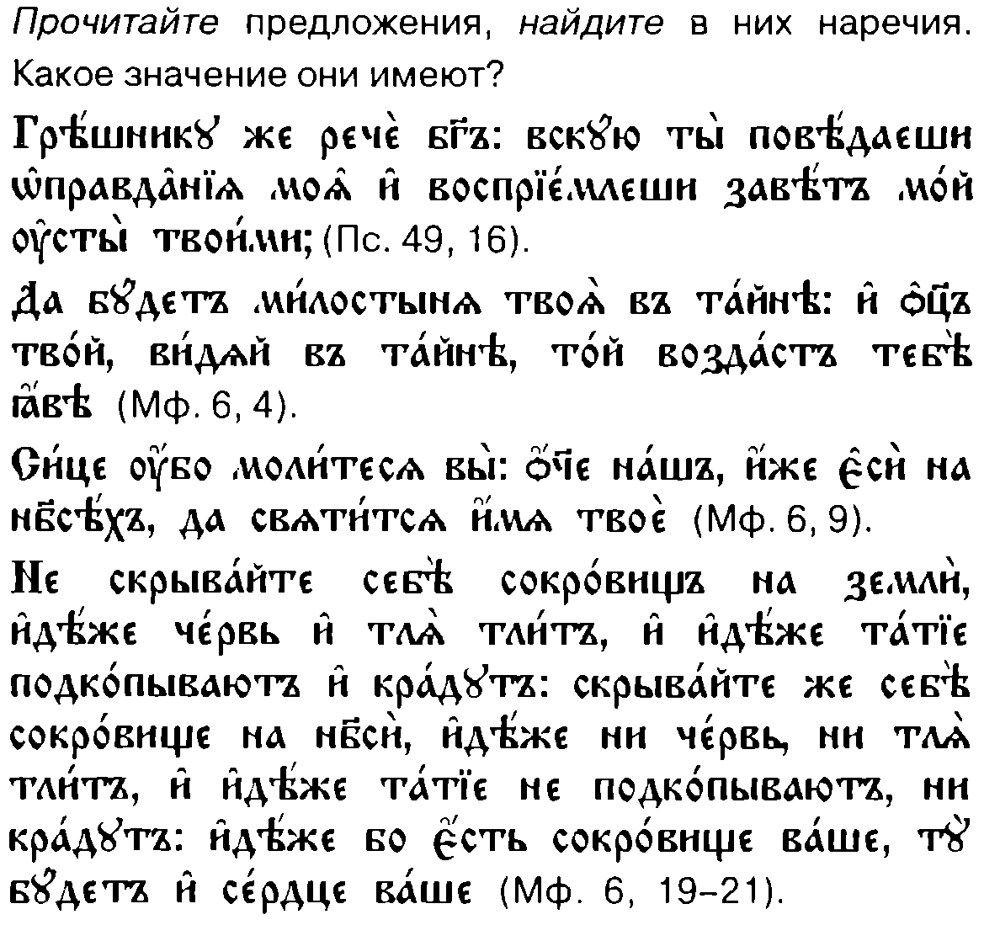 Прочитайте предложения, найдите в них наречия.
Какое значение они имеют?
Грѣ́шникꙋ же речѐ бг҃ъ: вскꙋ́ю ты̀ повѣ́даеши
ѡ҆правда̑нїѧ моѧ̑ и҆ воспрїе́млеши завѣ́тъ мо́й
оу҆сты̀ твои́ми; (Пс. 49, 16).
Да бꙋ́детъ ми́лостынѧ твоѧ̀ въ та́йнѣ: и҆ ѻ҆ц҃ъ
тво́й, ви́дѧй въ та́йнѣ, то́й возда́стъ тебѣ̀
ꙗ҆́вѣ (Мф. 6, 4).
Си́це оу҆́бо моли́тесѧ вы̀: ѻ҆́ч҃е на́шъ, и҆́же є҆сѝ на
нб҃сѣ́хъ, да свѧти́тсѧ и҆́мѧ твоѐ (Мф. 6, 9).
Не скрыва́йте себѣ̀ сокро́вищъ на землѝ,
и҆дѣ́же че́рвь и҆ тлѧ̀ тли́тъ, и҆ и҆дѣ́же та́тїе
подко́пываютъ и҆ кра́дꙋтъ: скрыва́йте же себѣ̀
сокро́вище на нб҃сѝ, и҆дѣ́же ни че́рвь, ни тлѧ̀
тли́тъ, и҆ и҆дѣ́же та́тїе не подко́пываютъ, ни
кра́дꙋтъ: и҆дѣ́же бо є҆́сть сокро́вище ва́ше, тꙋ̀
бꙋ́детъ и҆ се́рдце ва́ше (Мф. 6, 19–21).